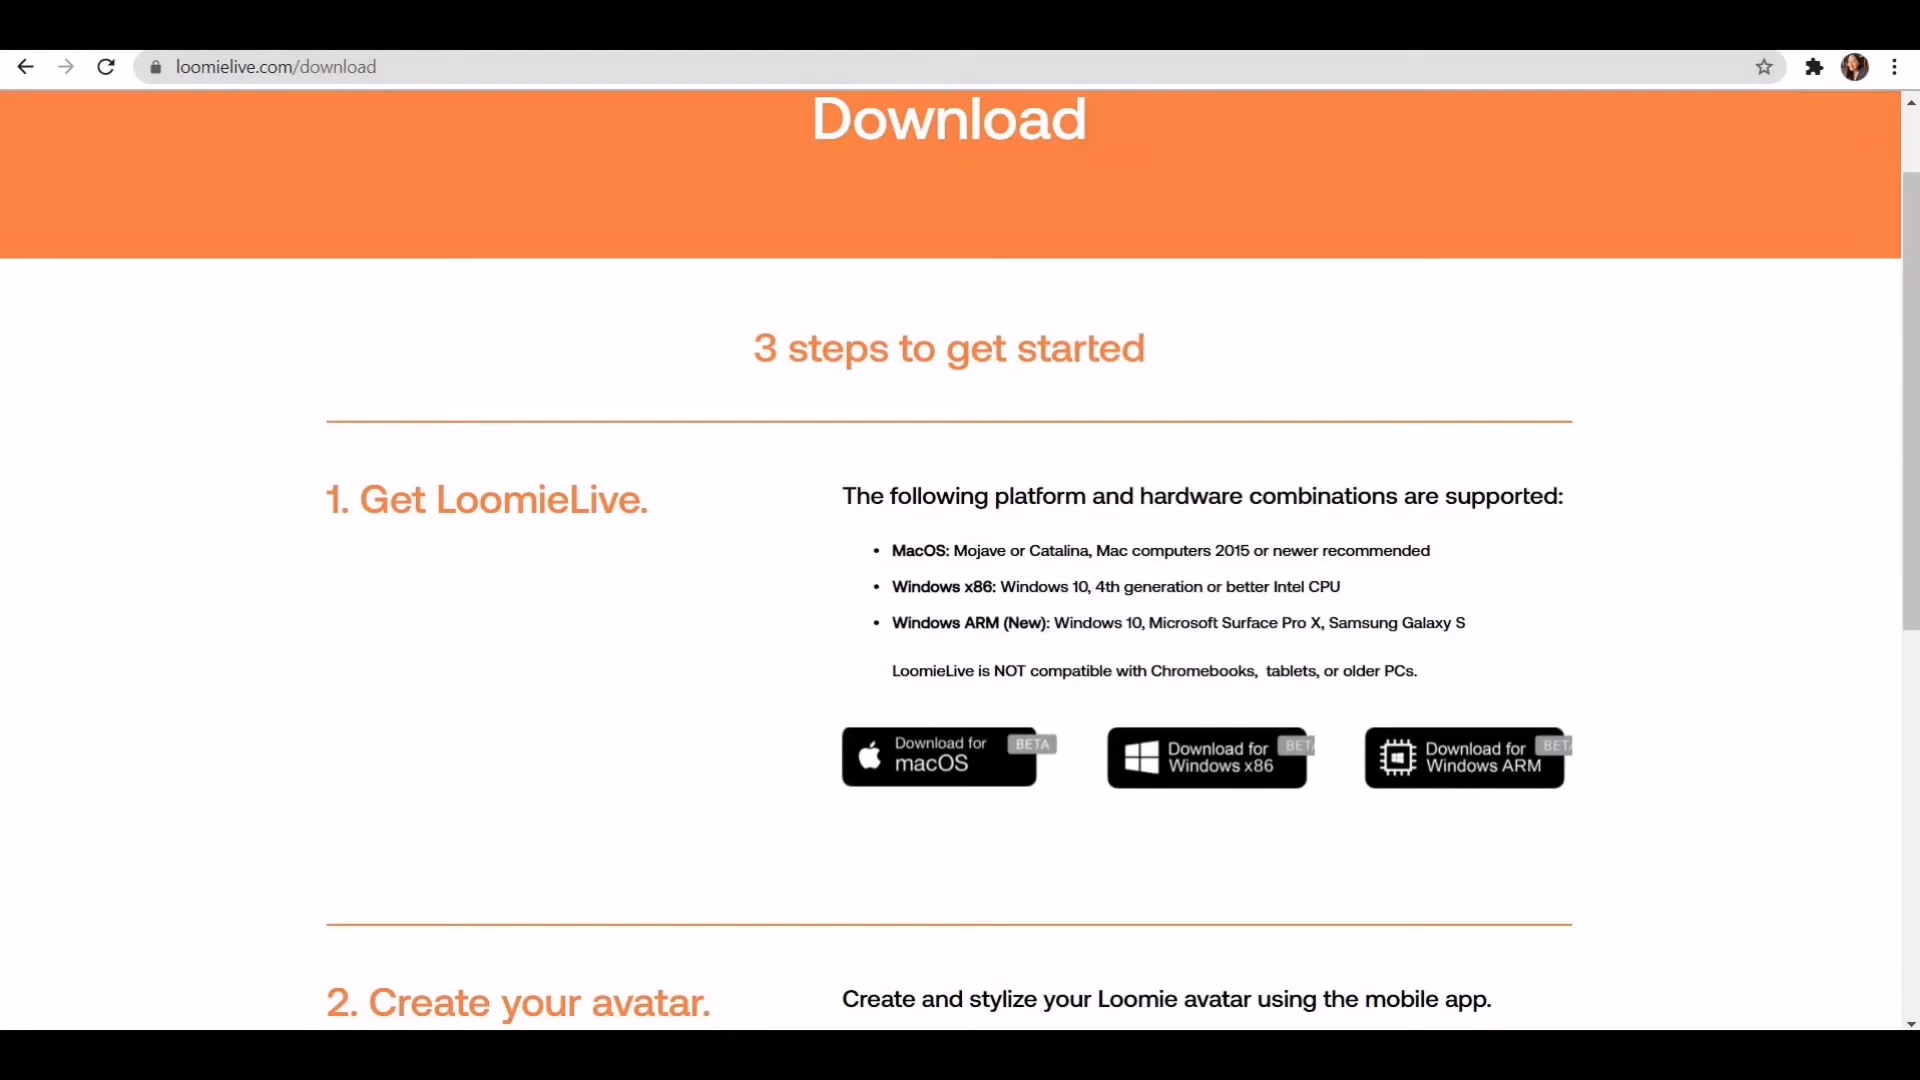 loomielive.com/download
Download
3 steps to get started
1. Get LoomieLive.
The following platform and hardware combinations are supported:
• MacOS: Mojave or Catalina, Mac computers 2015 or newer recommended
• Windows x86: Windows 10, 4th generation or better Intel CPU
• Windows ARM (New): Windows 10, Microsoft Surface Pro X, Samsung Galaxy S
LoomieLive is NOT compatible with Chromebooks, tablets, or older PCs.
Download for macOS BETA
Download for Windows x86 BETA
Download for Windows ARM BETA
2. Create your avatar.
Create and stylize your Loomie avatar using the mobile app.